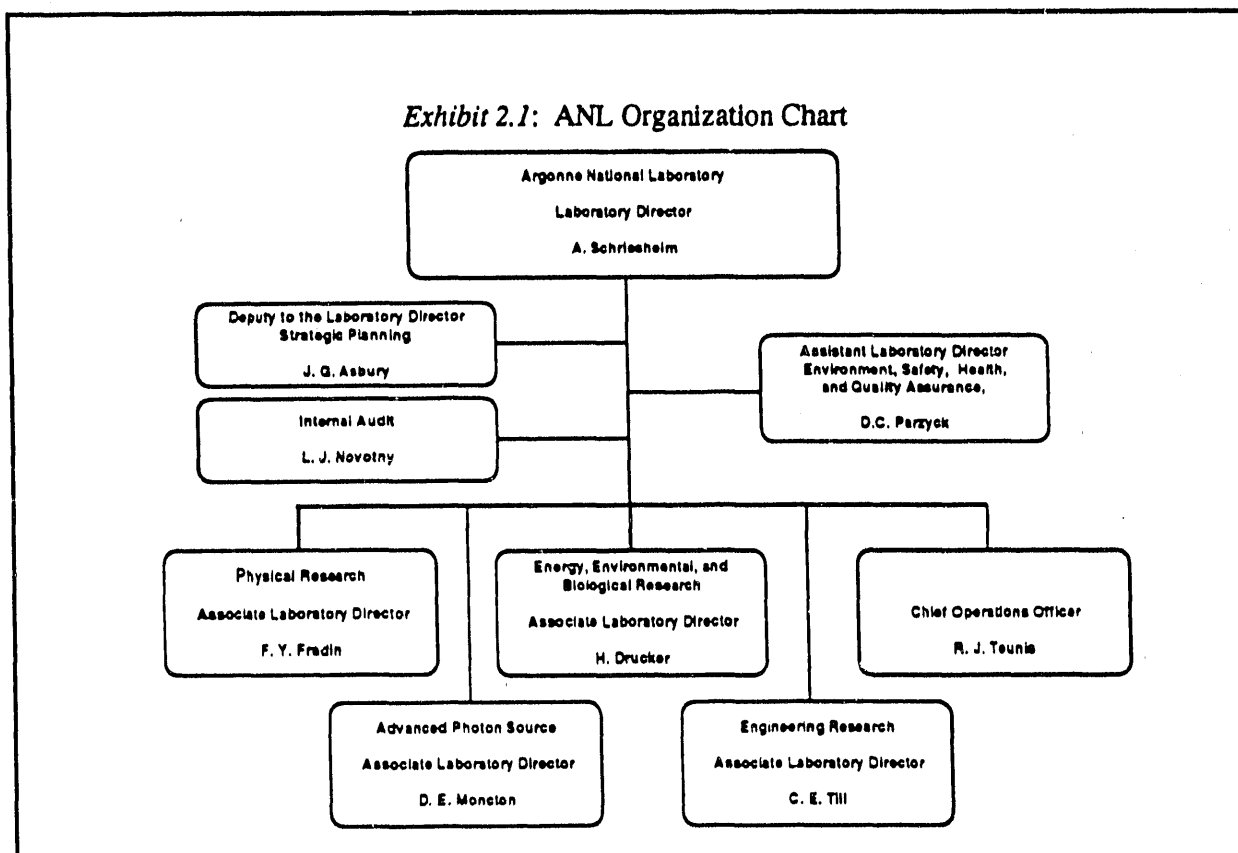 Exhibit 2.1: ANL Organization Chart
Argonne National Laboratory
Laboratory Director
A. Schriesheim
Deputy to the Laboratory Director
Strategic Planning
J. G. Asbury
Assistant Laboratory Director
Environment, Safety, Health,
and Quality Assurance,
D.C. Parzyck
Internal Audit
L. J. Novotny
Physical Research
Associate Laboratory Director
F. Y. Fradin
Energy, Environmental, and
Biological Research
Associate Laboratory Director
H. Drucker
Chief Operations Officer
R. J. Teunis
Advanced Photon Source
Associate Laboratory Director
D. E. Moncton
Engineering Research
Associate Laboratory Director
C. E. Till